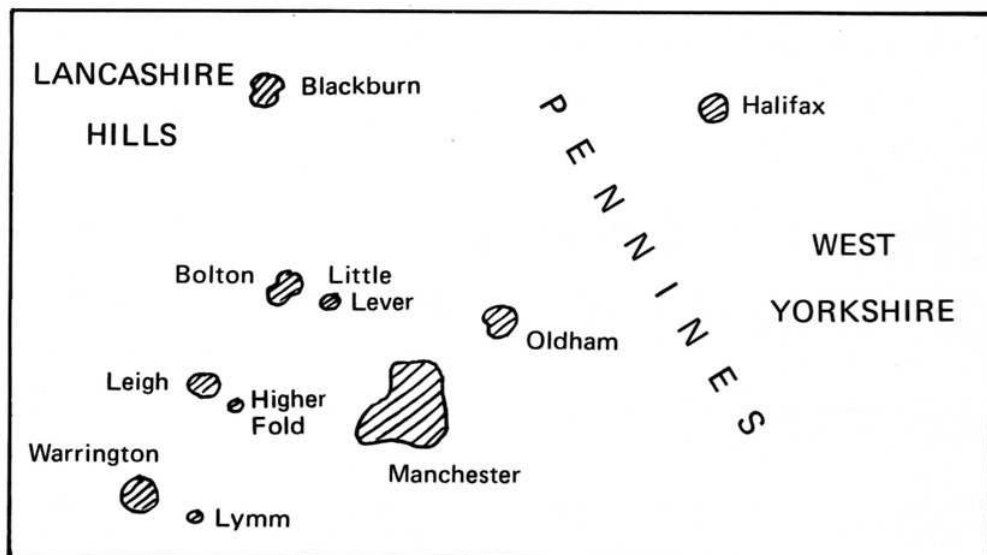 LANCASHIRE
HILLS
Blackburn
PENNINES
Halifax
WEST
YORKSHIRE
Bolton
Little
Lever
Oldham
Leigh
Higher
Fold
Manchester
Warrington
Lymm